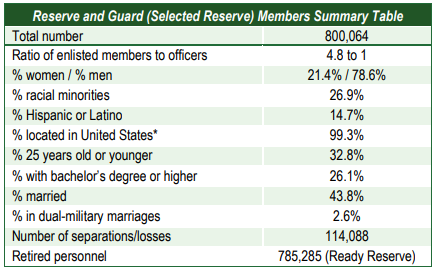 Reserve and Guard (Selected Reserve) Members Summary Table
Total number 800,064
Ratio of enlisted members to officers 4.8 to 1
% women / % men 21.4% / 78.6%
% racial minorities 26.9%
% Hispanic or Latino 14.7%
% located in United States* 99.3%
% 25 years old or younger 32.8%
% with bachelor's degree or higher 26.1%
% married 43.8%
% in dual-military marriages 2.6%
Number of separations/losses 114,088
Retired personnel 785,285 (Ready Reserve)